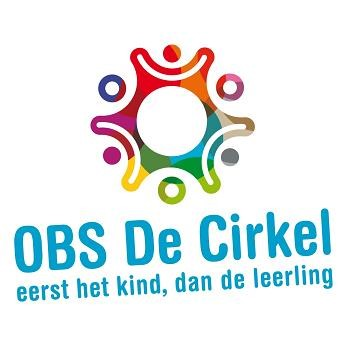 OBS De Cirkel
eerst het kind, dan de leerling